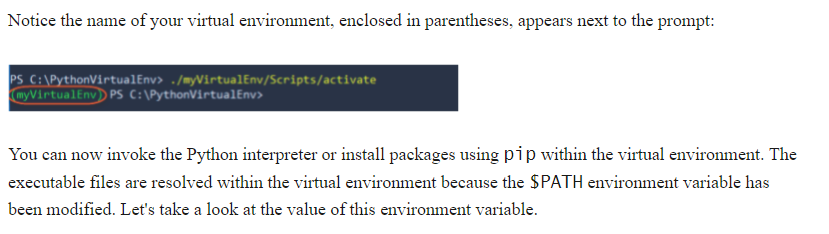 Notice the name of your virtual environment, enclosed in parentheses, appears next to the prompt:
PS C:\PythonVirtualEnv> ./myVirtualEnv/Scripts/activate
(myVirtualEnv) PS C:\PythonVirtualEnv>
You can now invoke the Python interpreter or install packages using pip within the virtual environment. The
executable files are resolved within the virtual environment because the $PATH environment variable has
been modified. Let's take a look at the value of this environment variable.